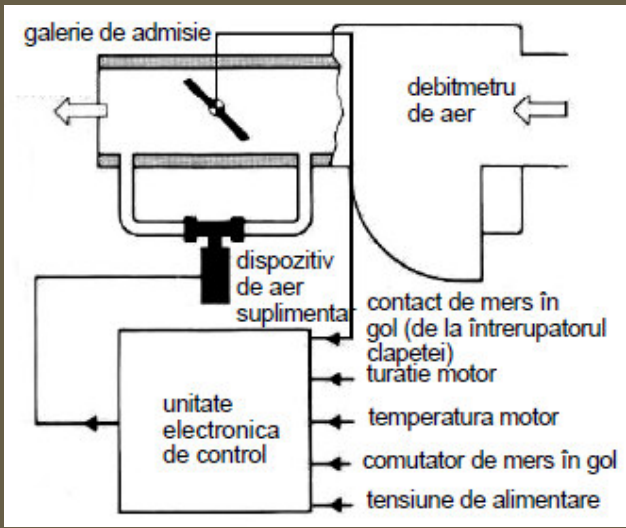 galerie de admisie
debitmetru
de aer
dispozitiv
de aer
suplimentar
contact de mers în
gol (de la întrerupatorul
clapetei)
turatie motor
unitate
electronica
de control
temperatura motor
comutator de mers în gol
tensiune de alimentare